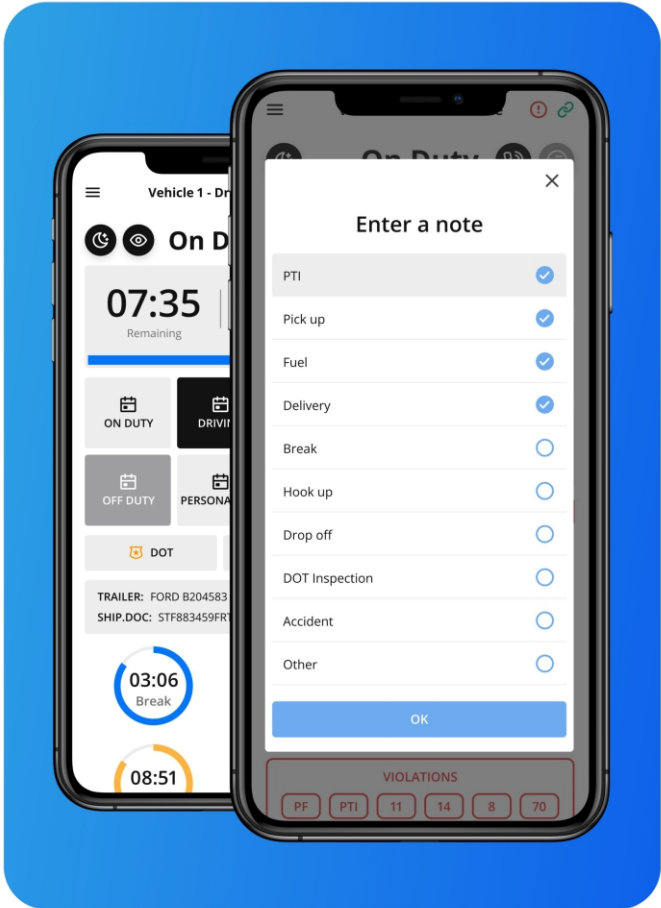 Vehicle 1 - Dr
On D
07:35
Remaining
ON DUTY
DRIVIN
OFF DUTY
PERSONA
DOT
TRAILER: FORD B204583
SHIP.DOC: STF883459FRT
03:06
Break
08:51
On Duty
Enter a note
PTI
Pick up
Fuel
Delivery
Break
Hook up
Drop off
DOT Inspection
Accident
Other
OK
VIOLATIONS
PF PTI 11 14 8 70